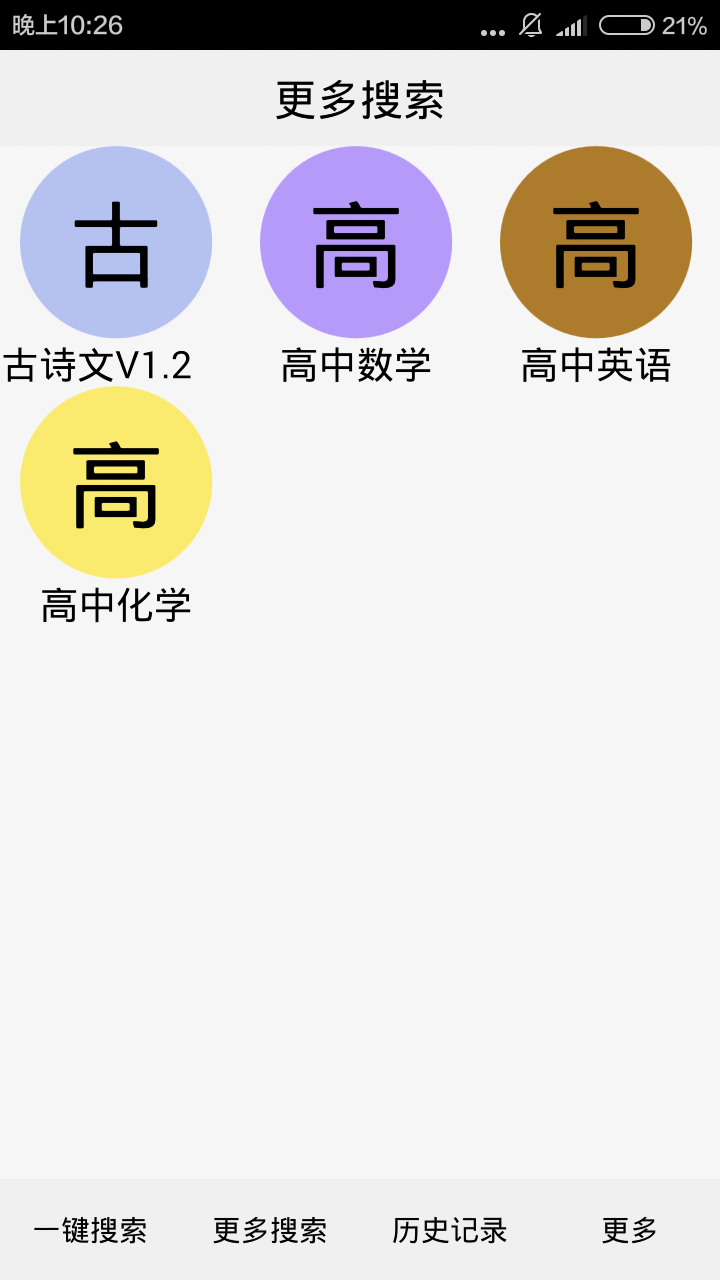 晚上10:26 21%
更多搜索
古 高 高
古诗文V1.2 高中数学 高中英语
高
高中化学
一键搜索 更多搜索 历史记录 更多